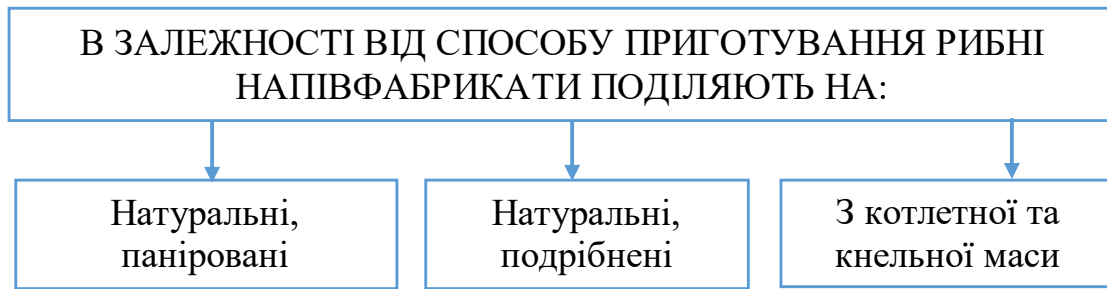 В ЗАЛЕЖНОСТІ ВІД СПОСОБУ ПРИГОТУВАННЯ РИБНІ
НАПІВФАБРИКАТИ ПОДІЛЯЮТЬ НА:
Натуральні,
паніровані
Натуральні,
подрібнені
З котлетної та
кнельної маси